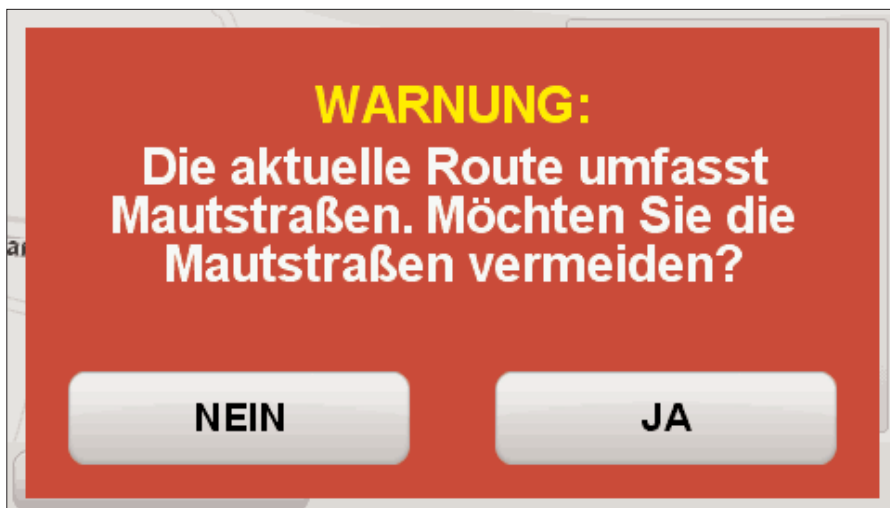 WARNUNG:
Die aktuelle Route umfasst
Mautstraßen. Möchten Sie die
Mautstraßen vermeiden?
NEIN
JA